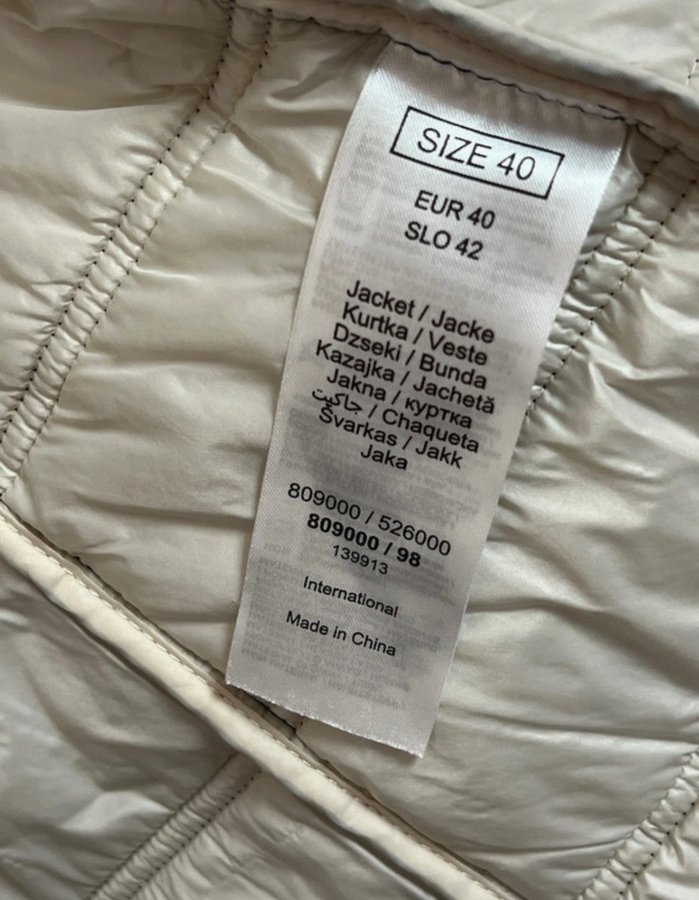 SIZE 40
EUR 40
SLO 42
Jacket / Jacke
Kurtka / Veste
Dzseki / Bunda
Kazajka / Jachetă
Jakna / куртка
جاكيت / Chaqueta
Švarkas / Jakk
Jaka
809000 / 526000
809000 / 98
139913
International
Made in China